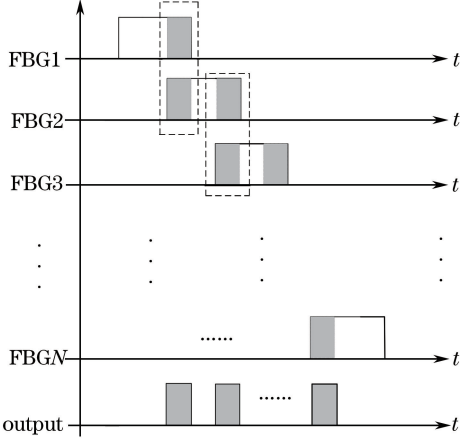 FBG1 t
FBG2 t
FBG3 t
......
FBGN t
......
output t